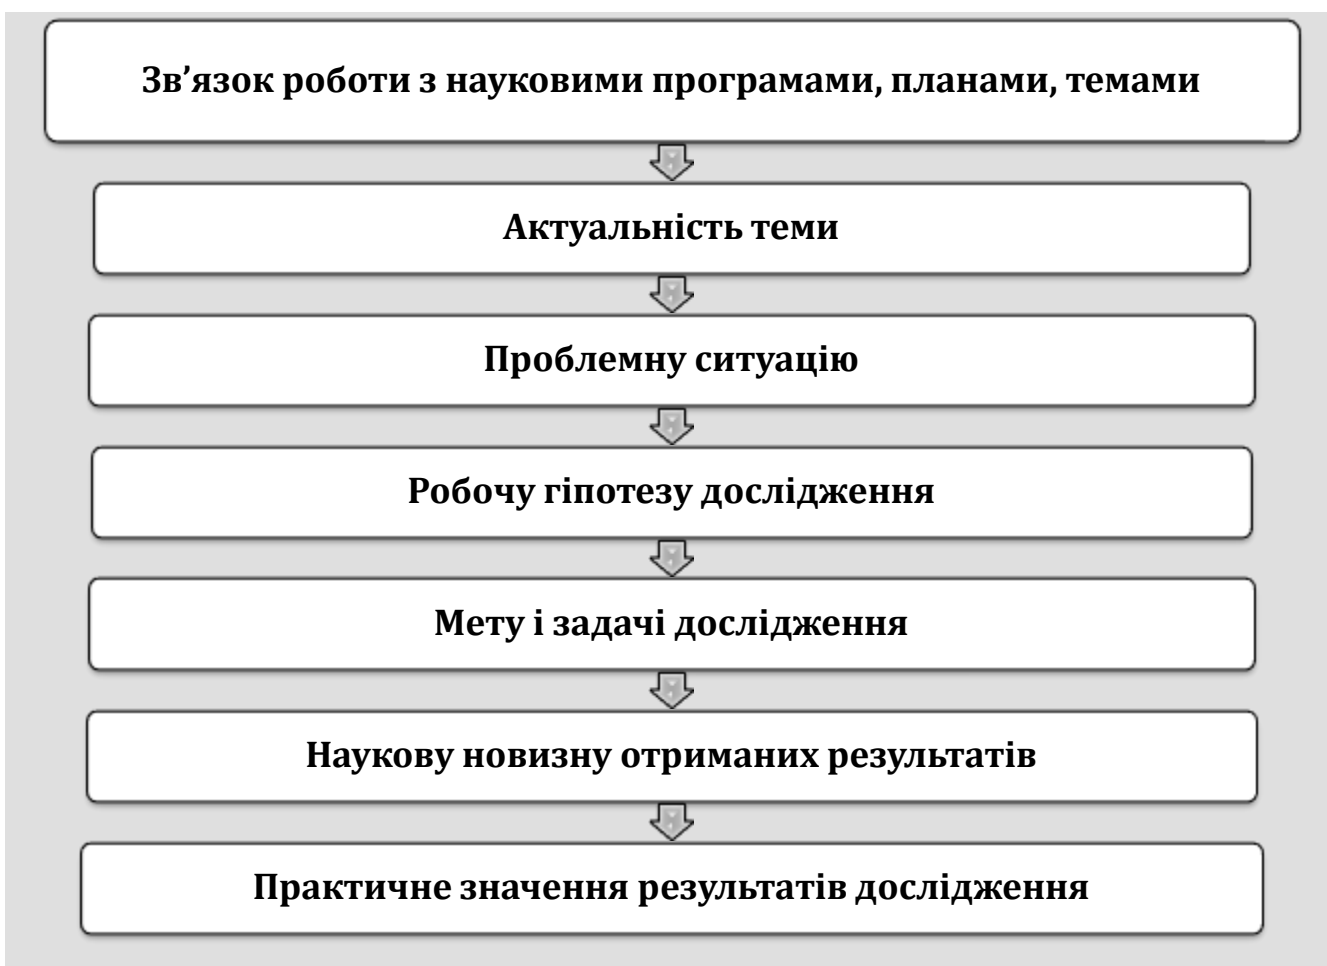 Зв’язок роботи з науковими програмами, планами, темами
Актуальність теми
Проблемну ситуацію
Робочу гіпотезу дослідження
Мету і задачі дослідження
Наукову новизну отриманих результатів
Практичне значення результатів дослідження